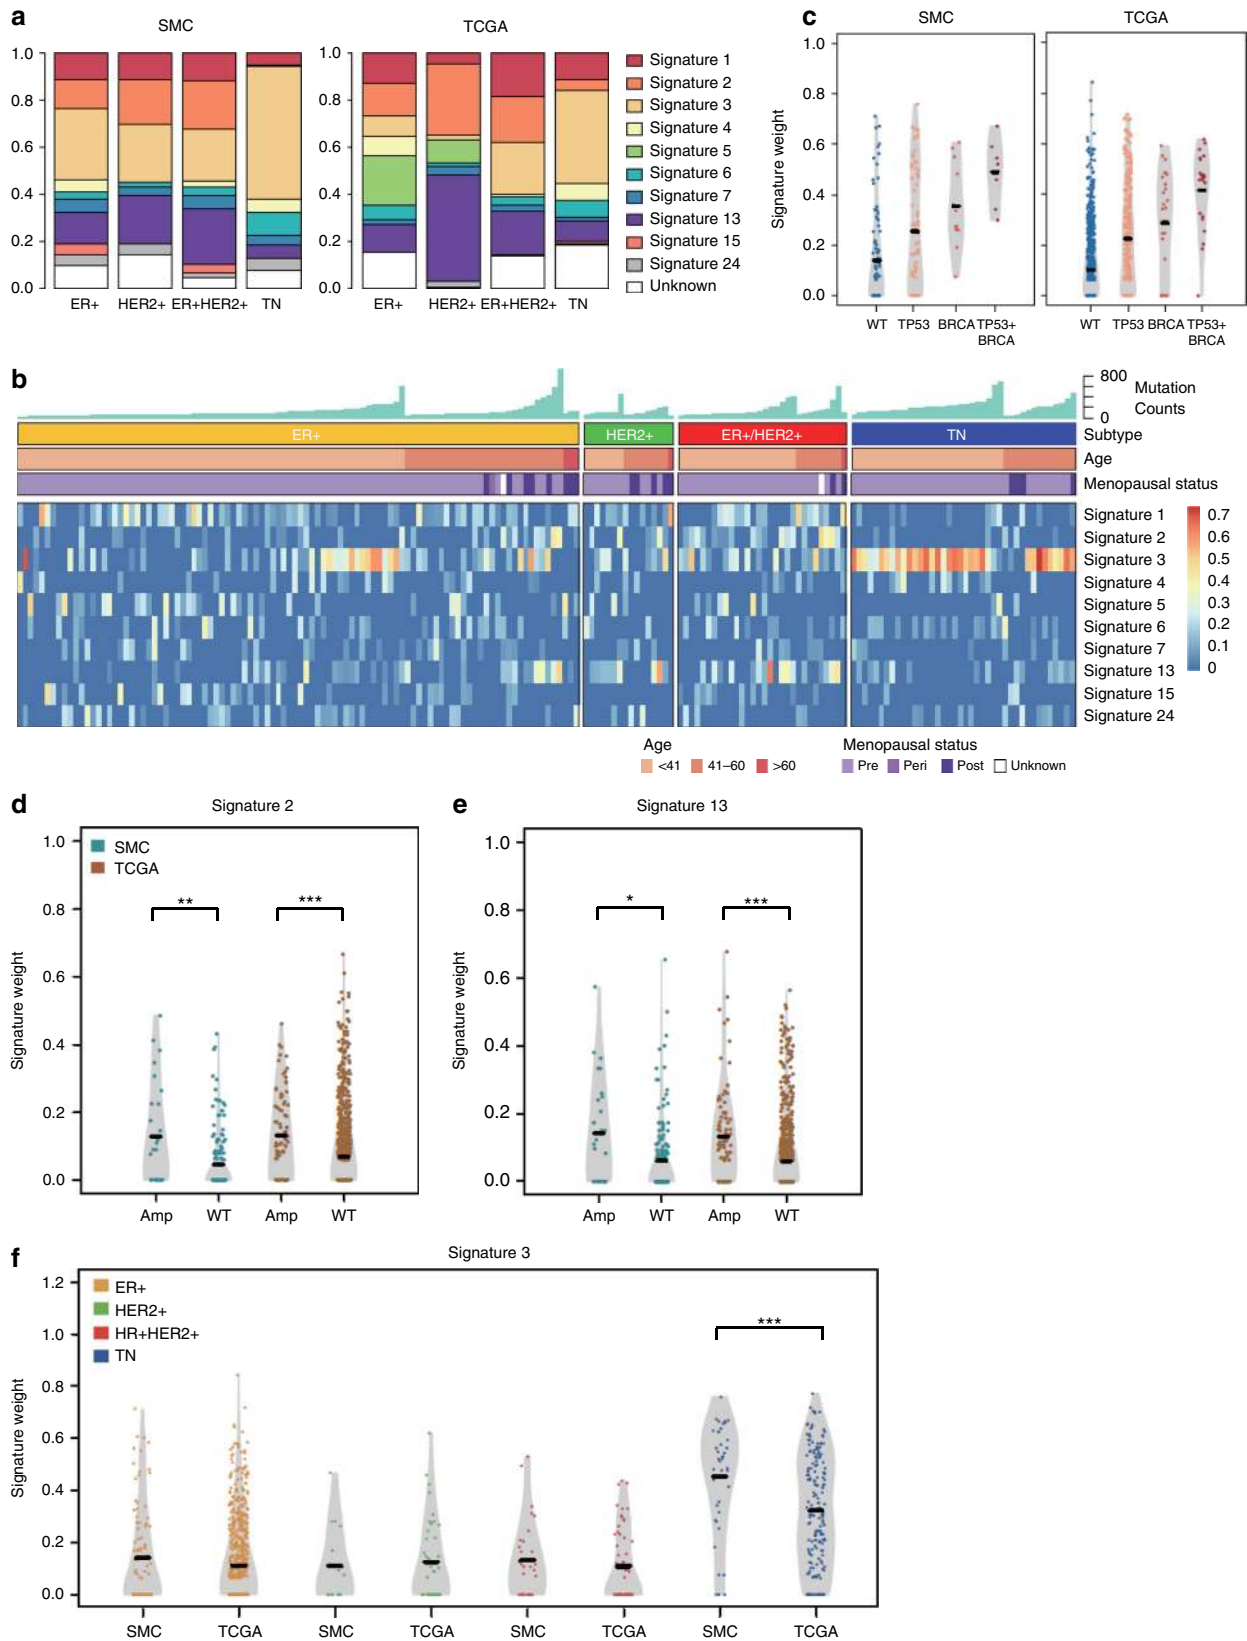 a
SMC
TCGA
1.0
0.8
0.6
0.4
0.2
0.0
ER+
HER2+
ER+HER2+
TN
ER+
HER2+
ER+HER2+
TN
Signature 1
Signature 2
Signature 3
Signature 4
Signature 5
Signature 6
Signature 7
Signature 13
Signature 15
Signature 24
Unknown
1.0
0.8
0.6
0.4
0.2
0.0
c
SMC
TCGA
Signature weight
1.0
0.8
0.6
0.4
0.2
0.0
WT
TP53
BRCA
TP53+
BRCA
WT
TP53
BRCA
TP53+
BRCA
b
800
400
0
Mutation
Counts
ER+
HER2+
ER+/HER2+
TN
Subtype
Age
Menopausal status
Signature 1
Signature 2
Signature 3
Signature 4
Signature 5
Signature 6
Signature 7
Signature 13
Signature 15
Signature 24
0.7
0.6
0.5
0.4
0.3
0.2
0.1
0
Age
<41
41–60
>60
Menopausal status
Pre
Peri
Post
Unknown
d
Signature 2
Signature weight
1.0
0.8
0.6
0.4
0.2
0.0
SMC
TCGA
**
***
Amp
WT
Amp
WT
e
Signature 13
Signature weight
1.0
0.8
0.6
0.4
0.2
0.0
*
***
Amp
WT
Amp
WT
f
Signature 3
Signature weight
1.2
1.0
0.8
0.6
0.4
0.2
0.0
ER+
HER2+
HR+HER2+
TN
***
SMC
TCGA
SMC
TCGA
SMC
TCGA
SMC
TCGA